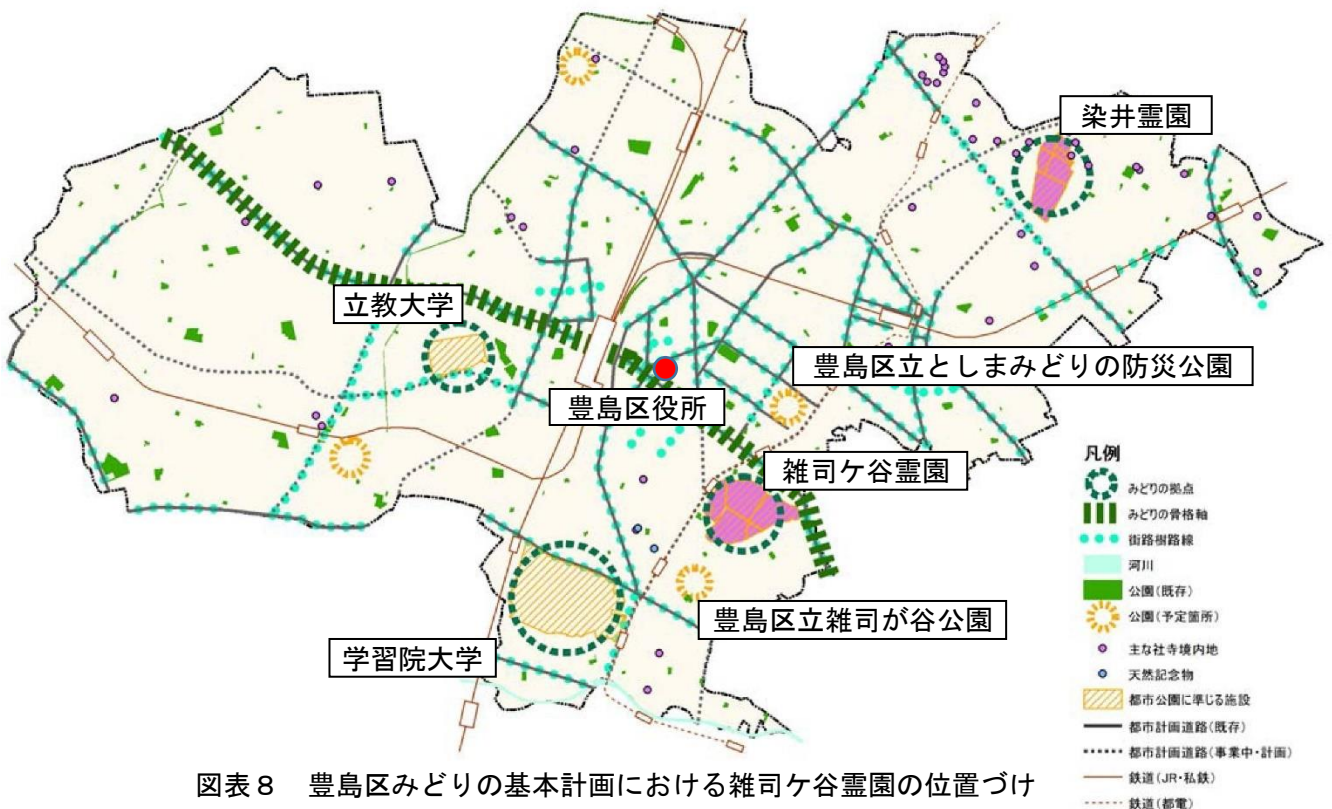 染井霊園
立教大学
豊島区立としまみどりの防災公園
豊島区役所
雑司ケ谷霊園
豊島区立雑司が谷公園
学習院大学
凡例
みどりの拠点
みどりの骨格軸
街路樹路線
河川
公園(既存)
公園(予定箇所)
主な社寺境内地
天然記念物
都市公園に準じる施設
都市計画道路(既存)
都市計画道路(事業中・計画)
鉄道(JR・私鉄)
鉄道(都電)
図表8 豊島区みどりの基本計画における雑司ケ谷霊園の位置づけ